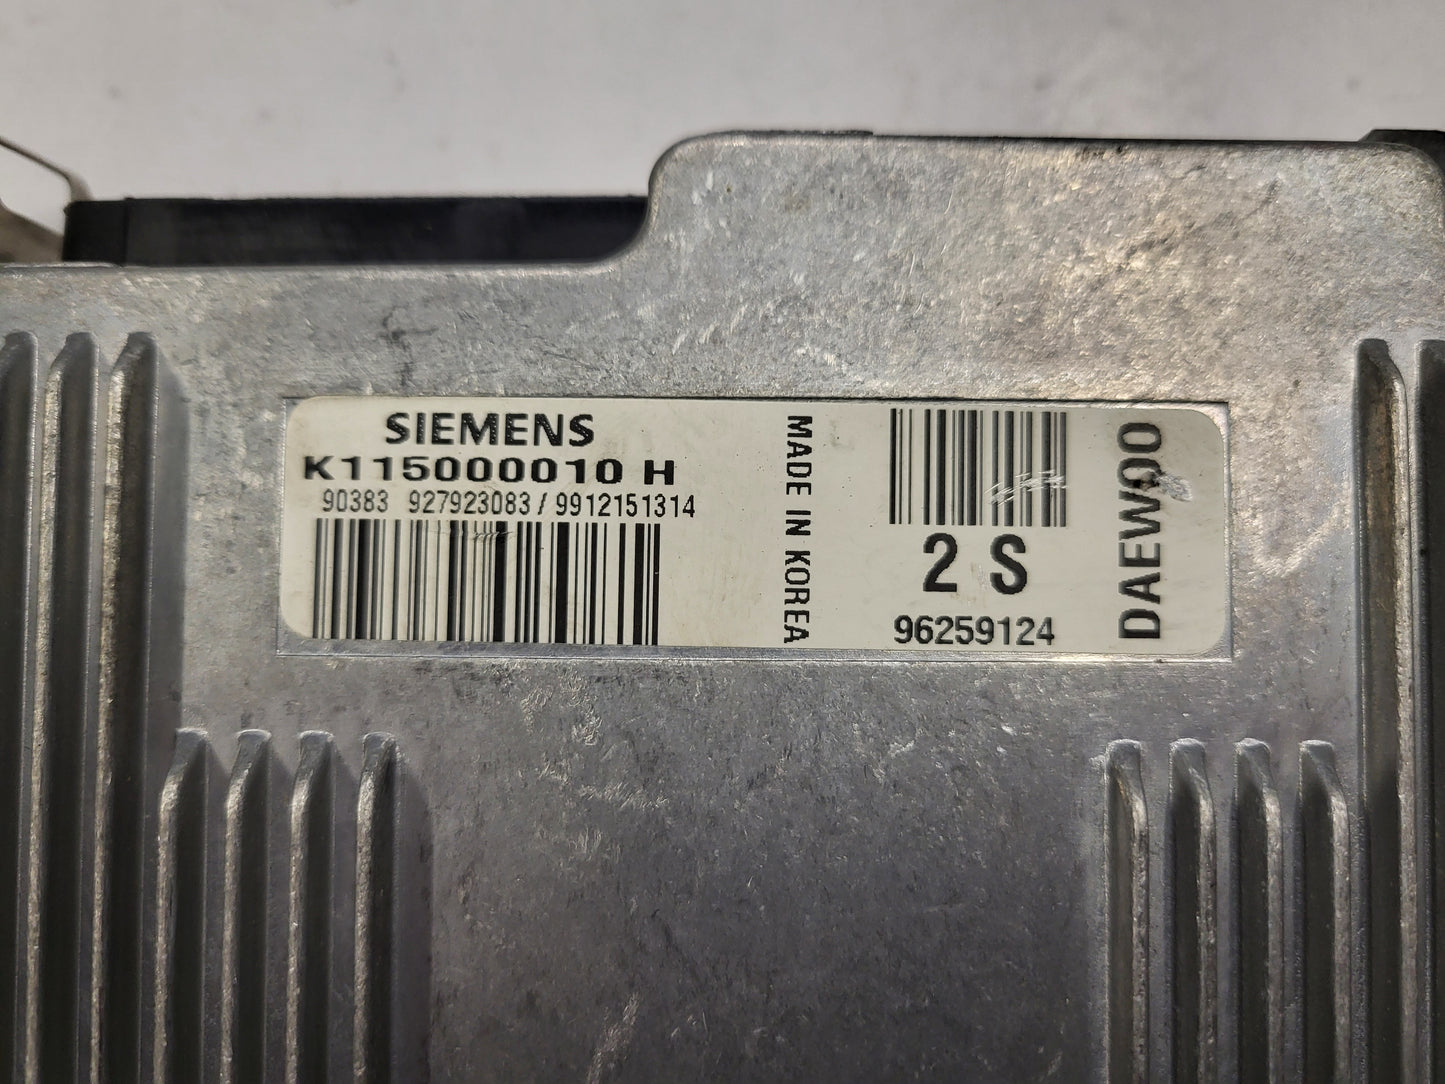 SIEMENS
K115000010 H
90383 927923083 / 9912151314
MADE IN KOREA
2 S
96259124
DAEWOO